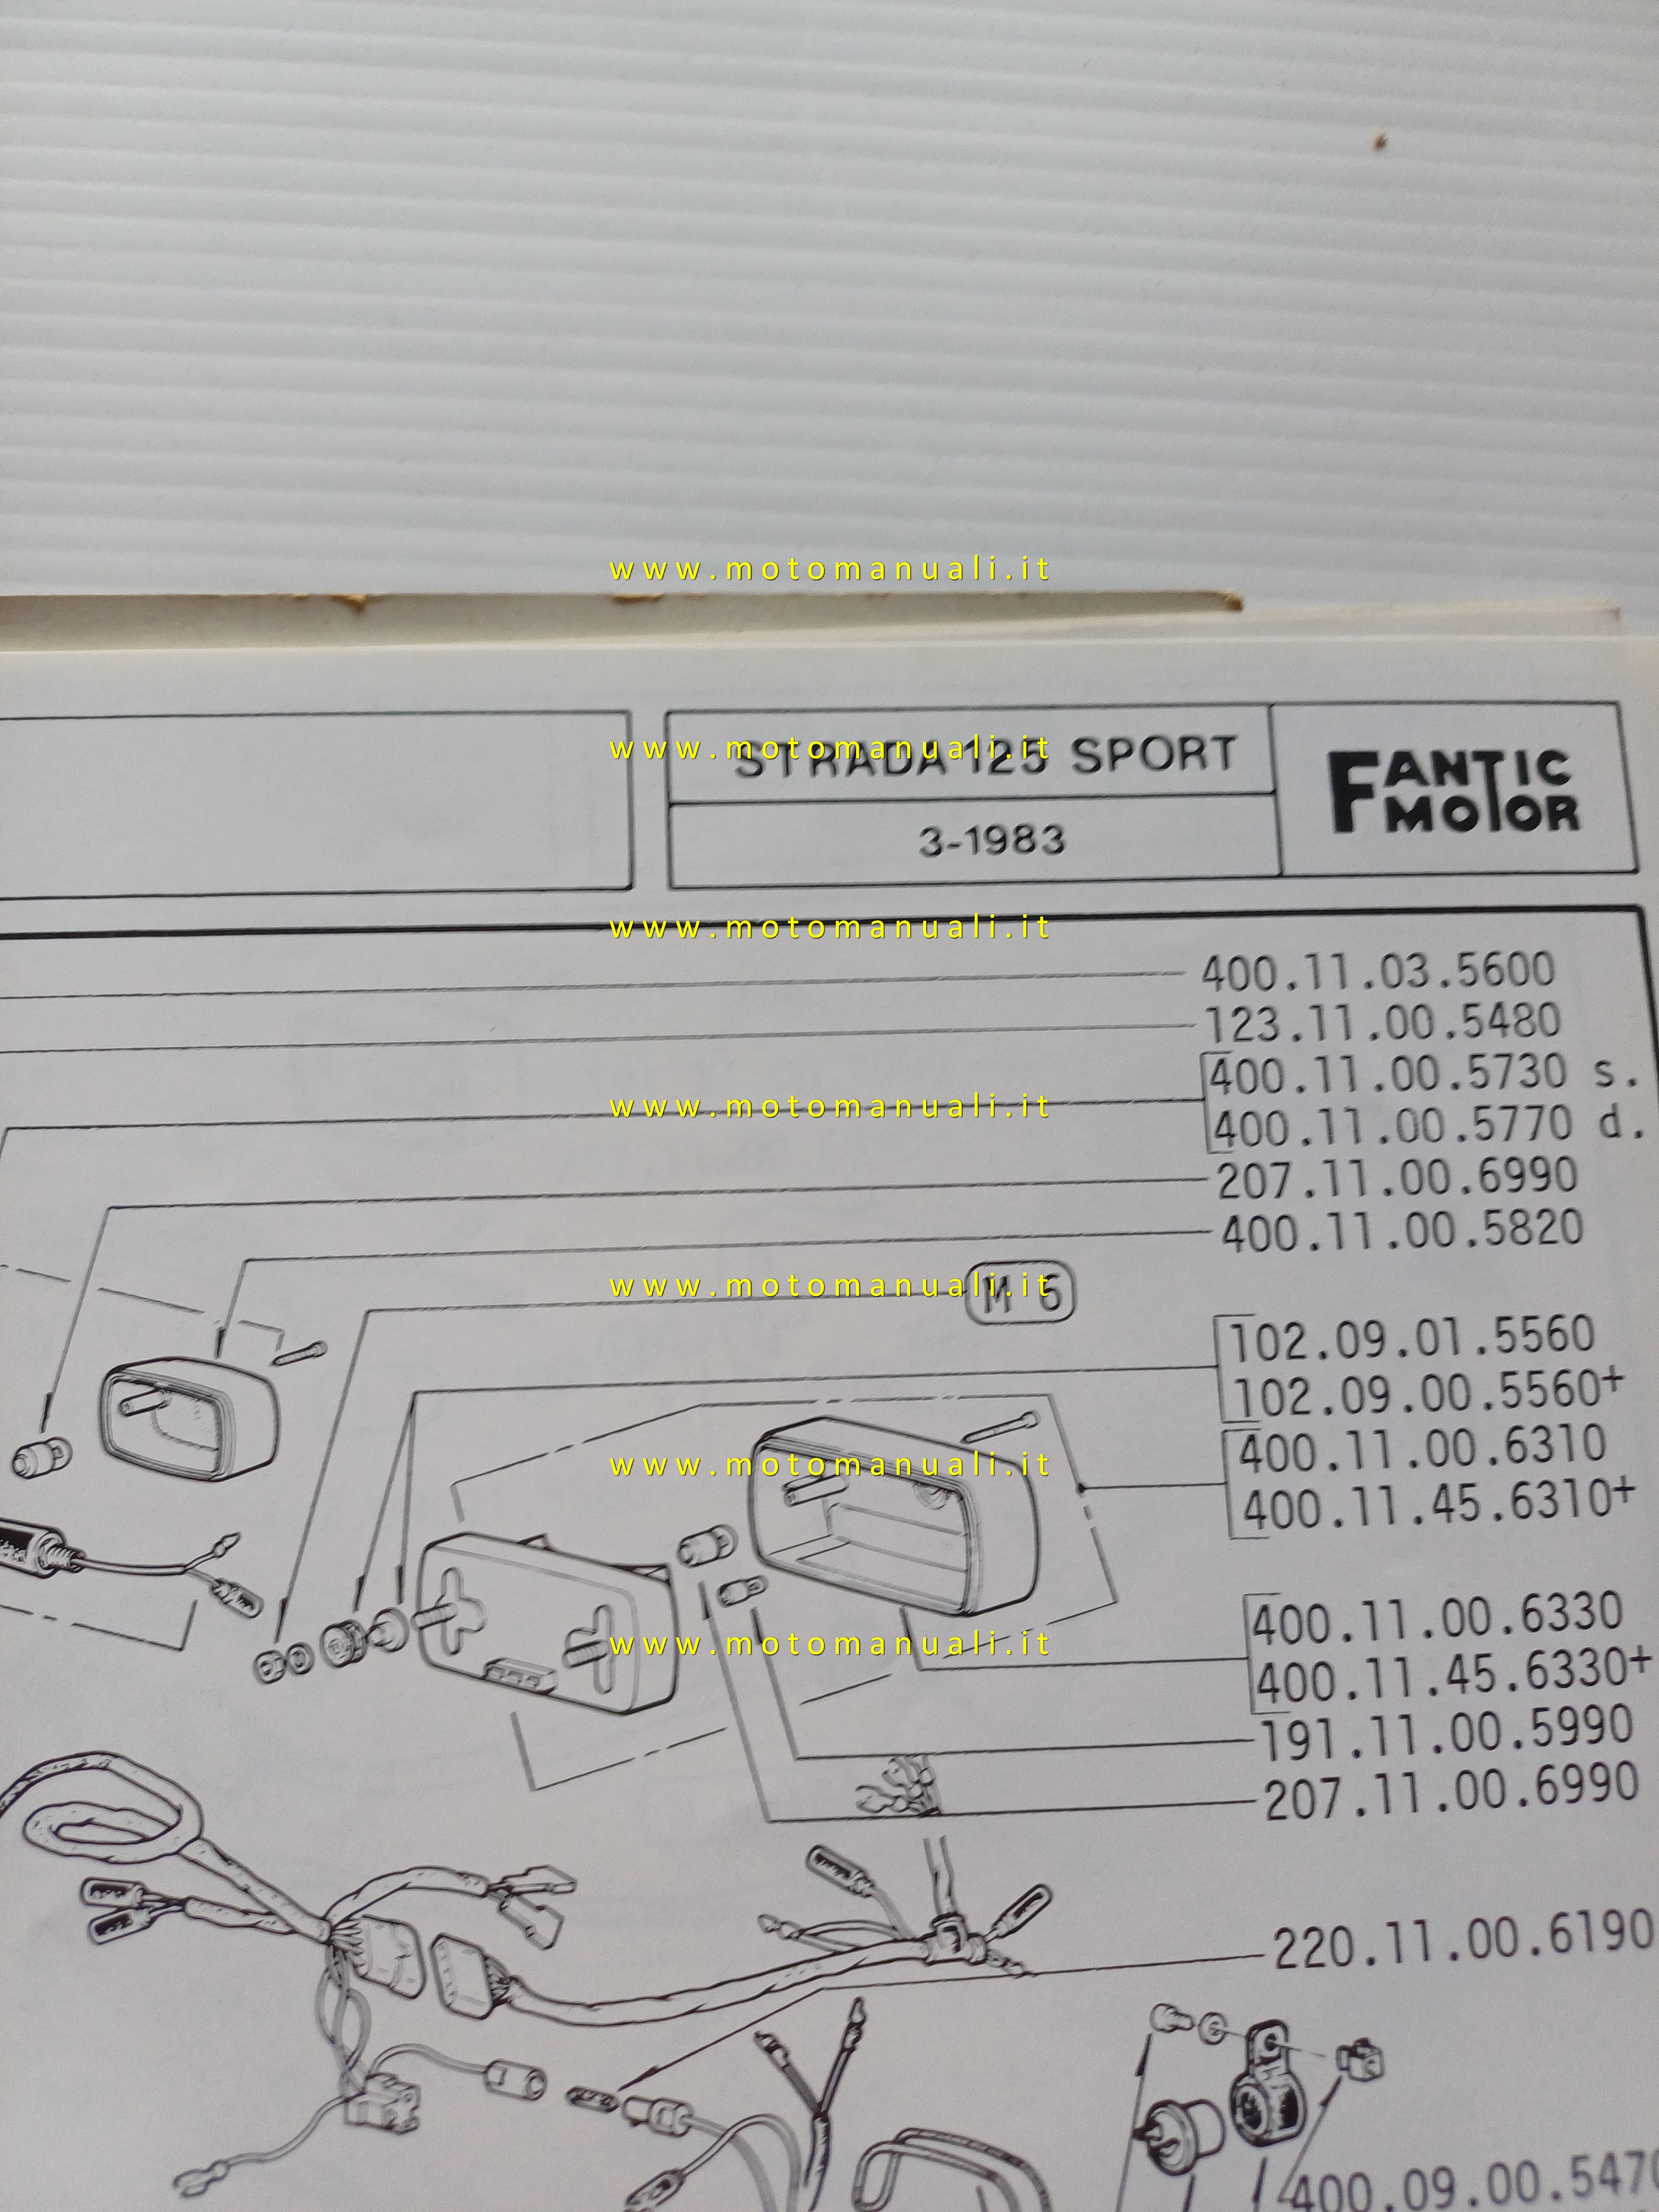 www.motomanuali.it
STRADA 125 SPORT
www.motomanuali.it
FANTIC
MOTOR
3-1983
www.motomanuali.it
400.11.03.5600
123.11.00.5480
400.11.00.5730 s.
www.motomanuali.it
400.11.00.5770 d.
207.11.00.6990
400.11.00.5820
www.motomanuali.it
M 6
102.09.01.5560
102.09.00.5560+
400.11.00.6310
www.motomanuali.it
400.11.45.6310+
400.11.00.6330
www.motomanuali.it
400.11.45.6330+
191.11.00.5990
207.11.00.6990
220.11.00.6190
400.09.00.5470